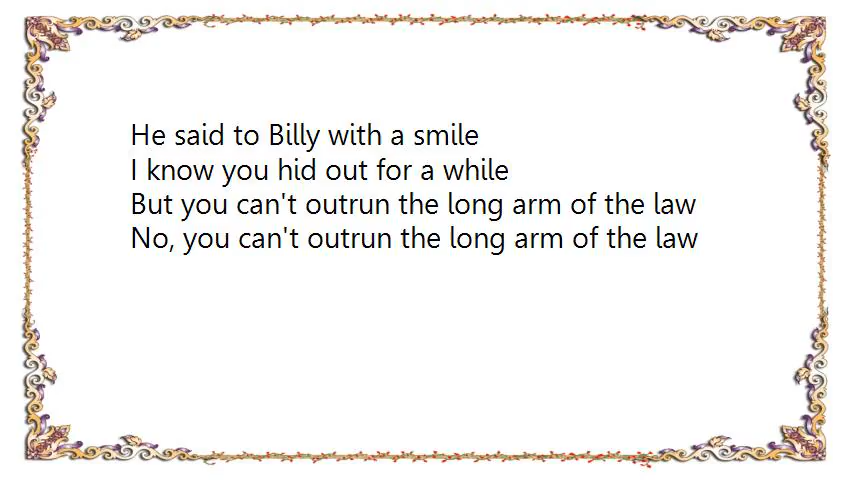 He said to Billy with a smile
I know you hid out for a while
But you can't outrun the long arm of the law
No, you can't outrun the long arm of the law